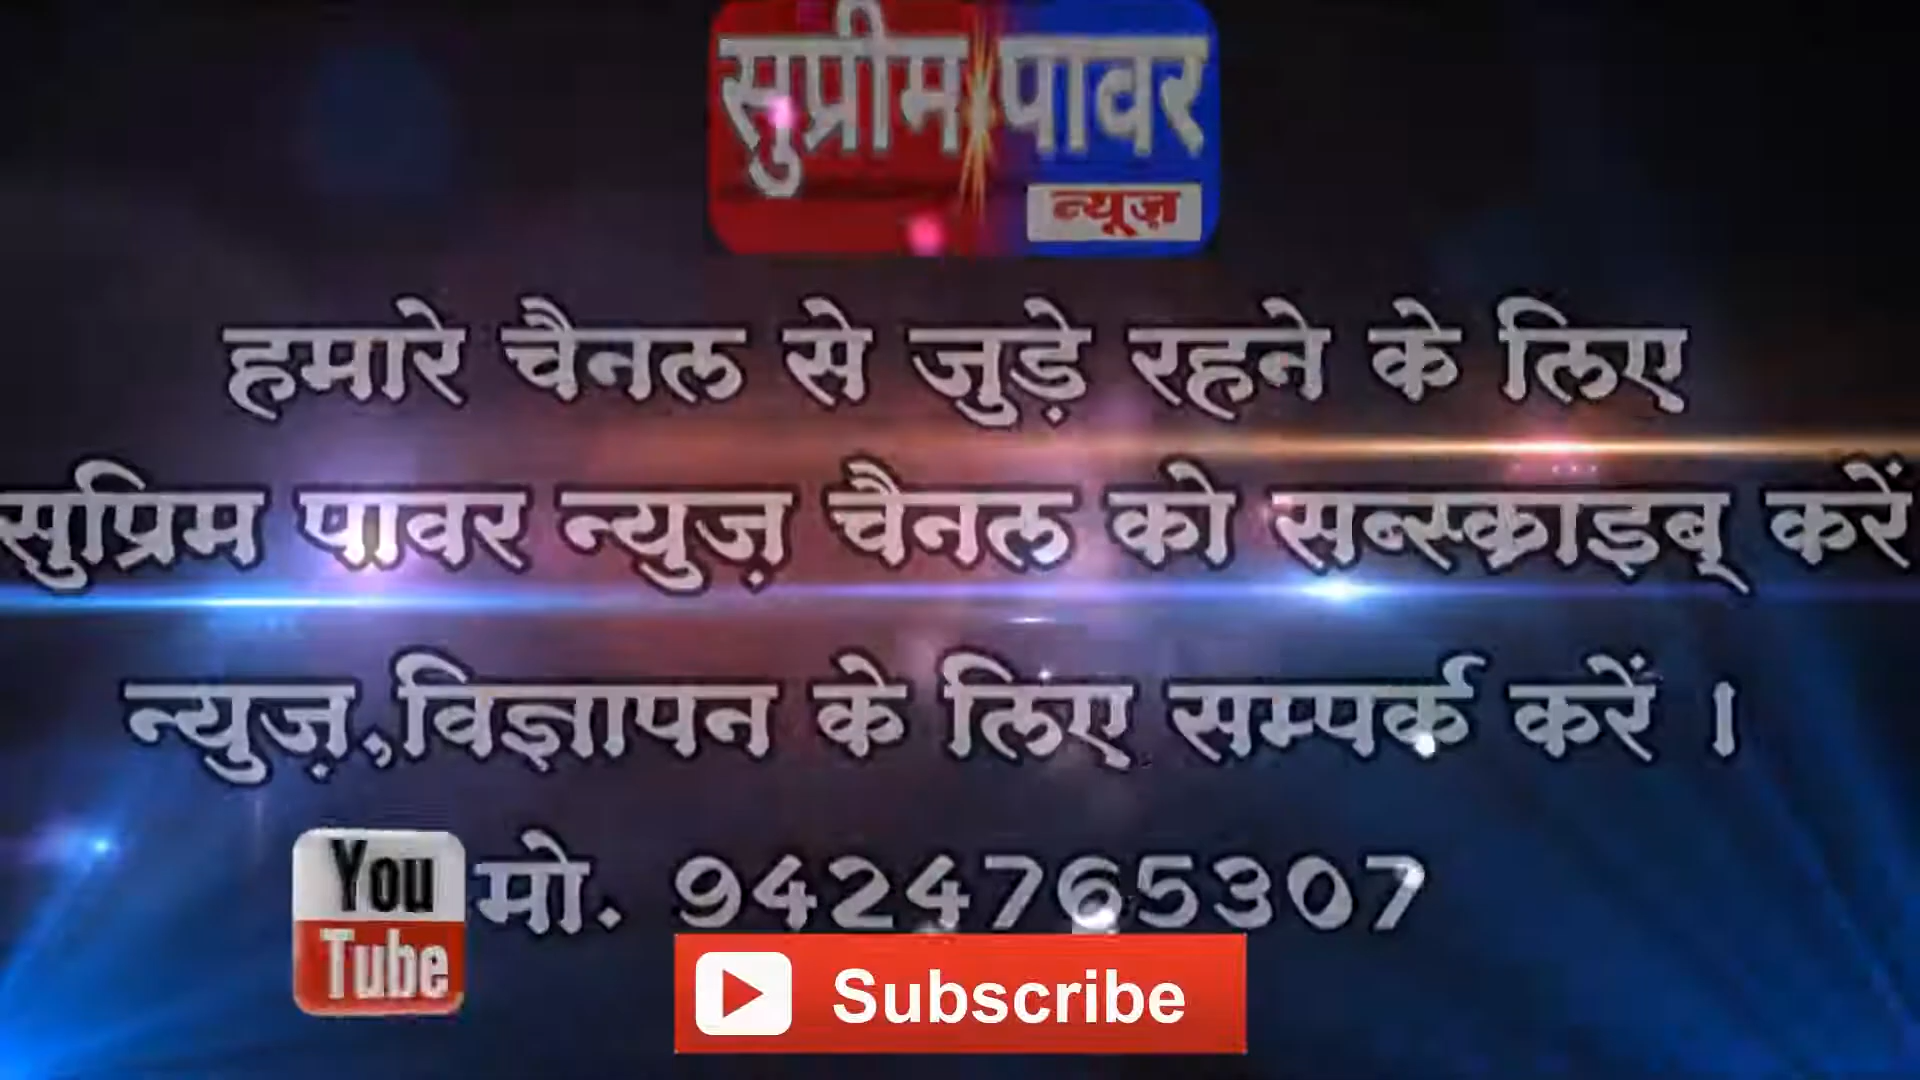 सुप्रीम पावर
न्यूज़
हमारे चैनल से जुड़े रहने के लिए
सुप्रिम पावर न्युज़ चैनल को सब्स्क्राइब् करें
न्युज़,विज्ञापन के लिए सम्पर्क करें ।
You
Tube
मो. 9424765307
Subscribe